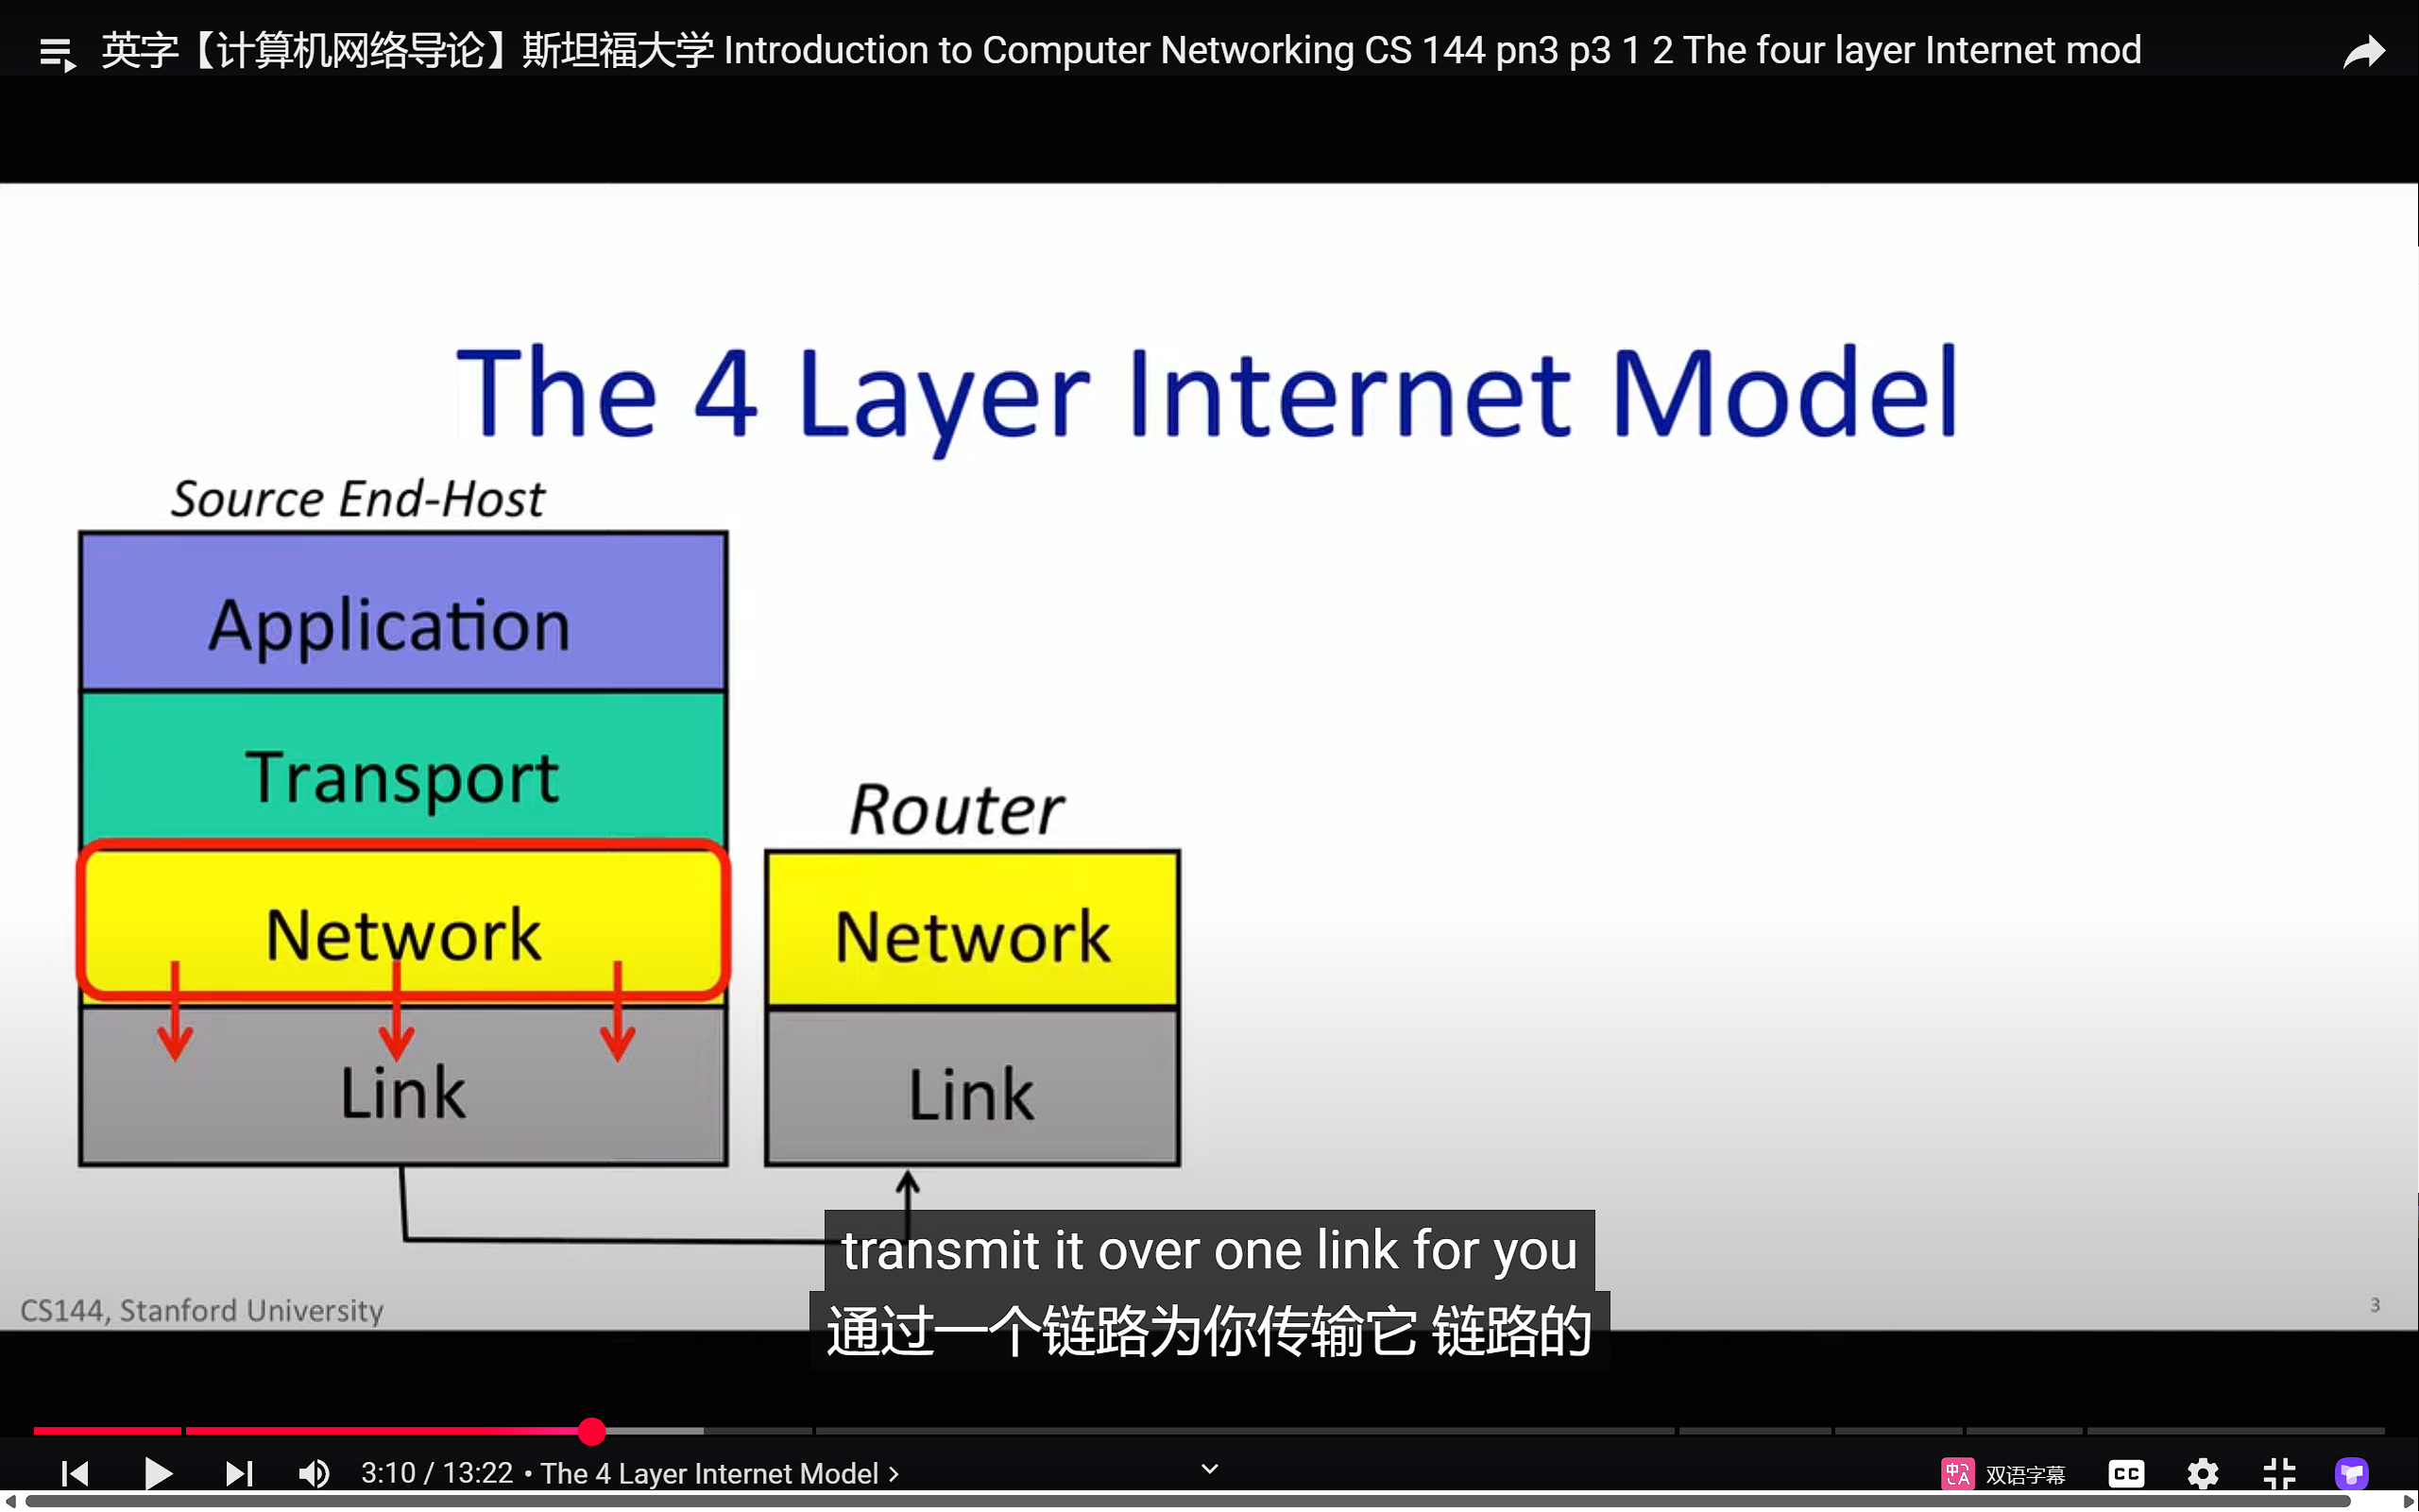 英字【计算机网络导论】斯坦福大学 Introduction to Computer Networking CS 144 pn3 p3 1 2 The four layer Internet mod
The 4 Layer Internet Model
Source End-Host
Application
Transport
Network
Link
Router
Network
Link
transmit it over one link for you
通过一个链路为你传输它 链路的
CS144, Stanford University
3
3:10 / 13:22 • The 4 Layer Internet Model
中A
双语字幕
CC